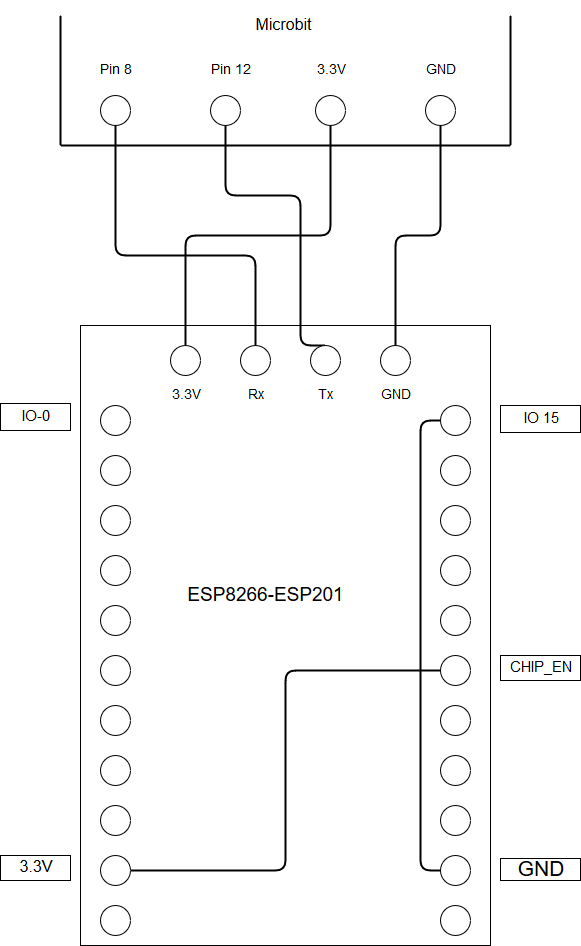 Microbit
Pin 8
Pin 12
3.3V
GND
3.3V
Rx
Tx
GND
IO-0
IO 15
ESP8266-ESP201
CHIP_EN
3.3V
GND